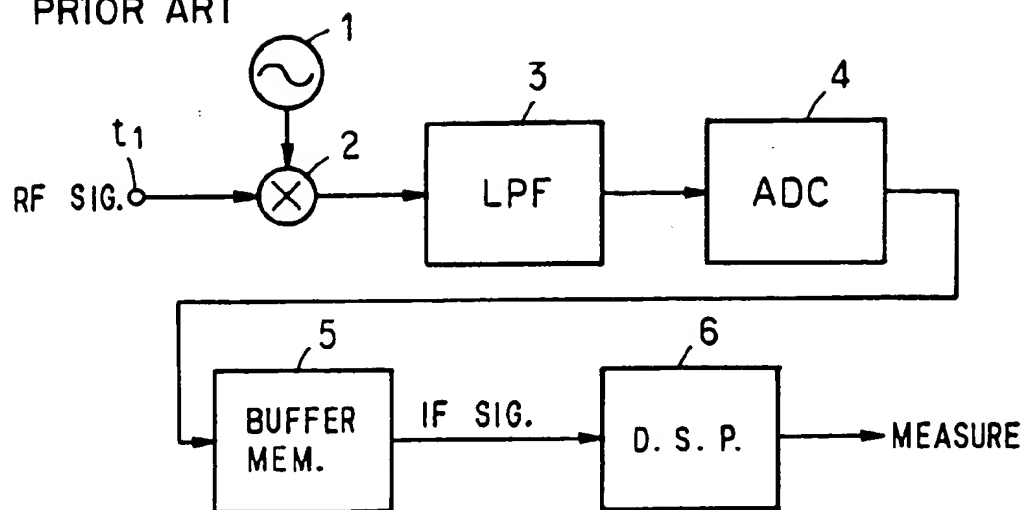 PRIOR ART
1
t1
2
3
4
RF SIG.
LPF
ADC
5
6
BUFFER
MEM.
IF SIG.
D. S. P.
MEASURE